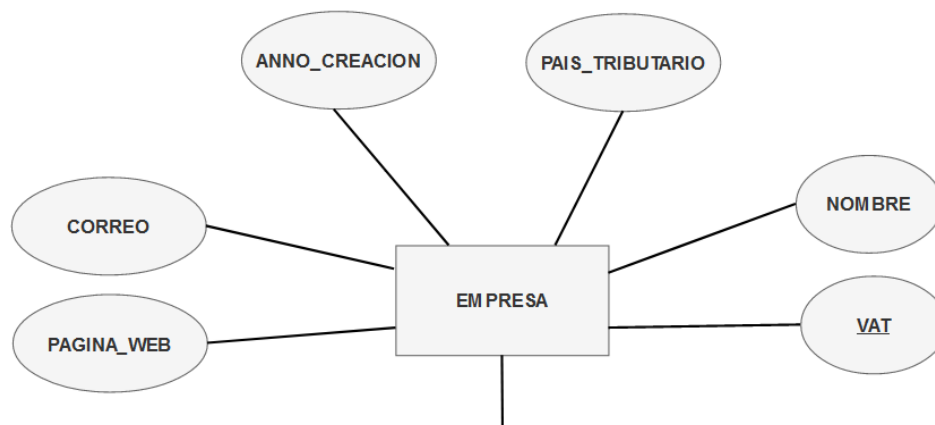 ANNO_CREACION
PAIS_TRIBUTARIO
CORREO
NOMBRE
EMPRESA
PAGINA_WEB
VAT